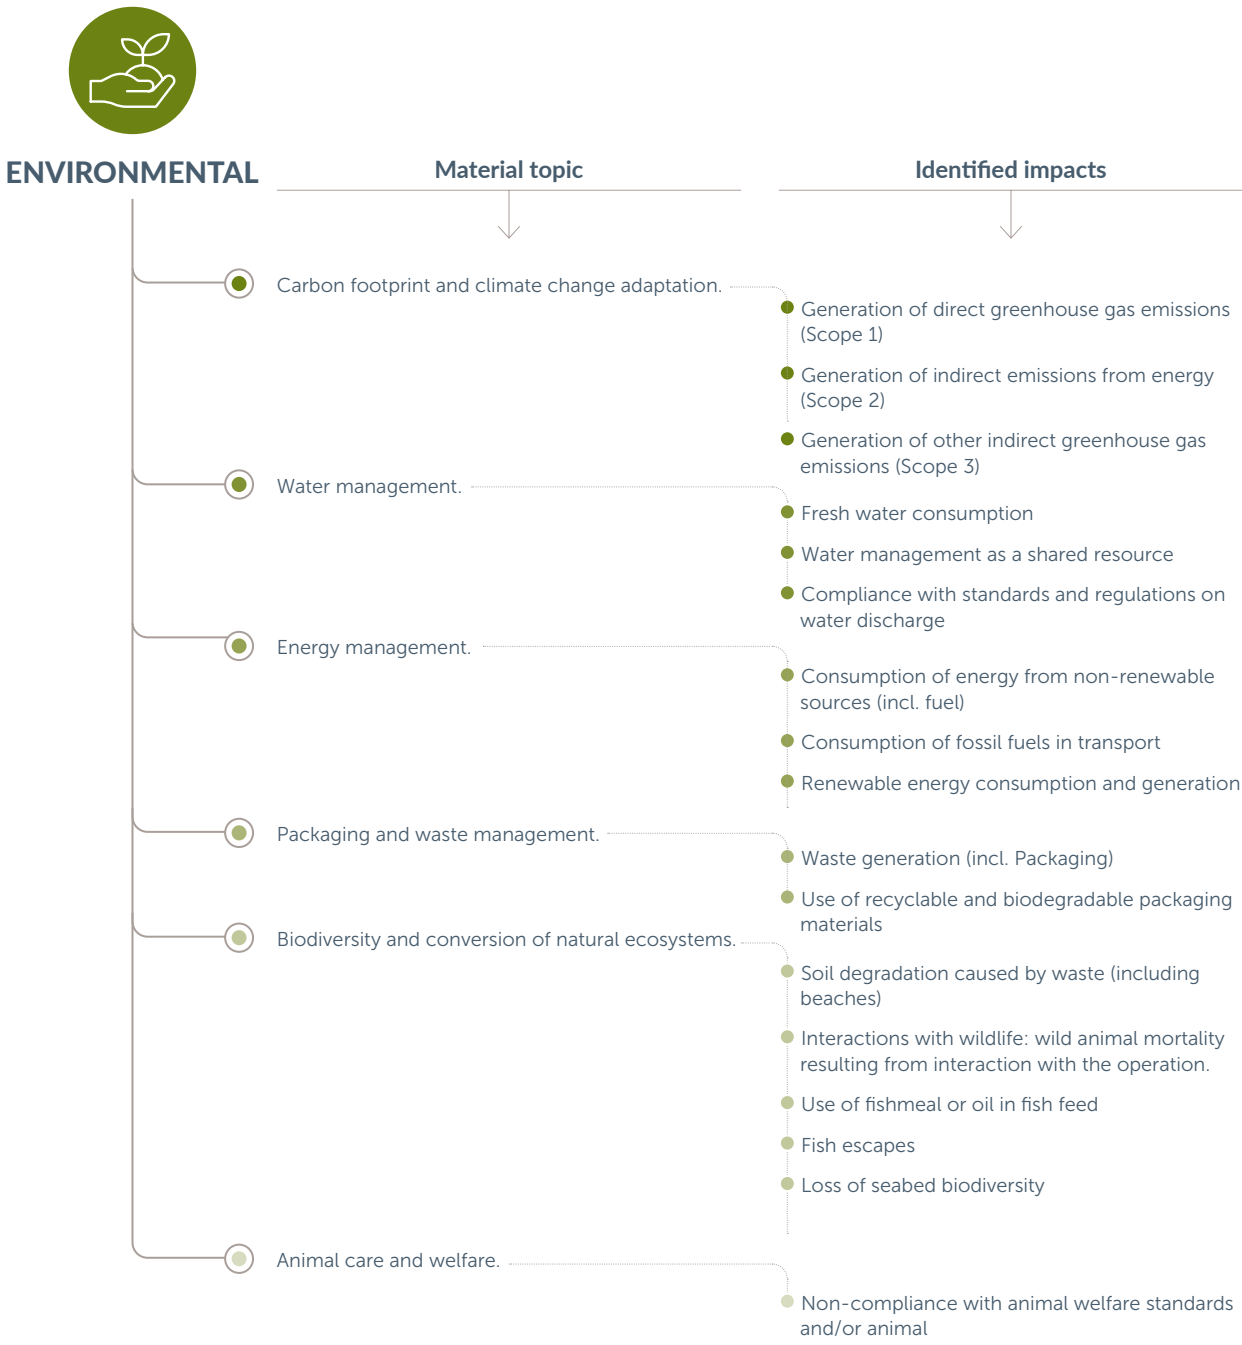 ENVIRONMENTAL
Material topic
Identified impacts
Carbon footprint and climate change adaptation.
Generation of direct greenhouse gas emissions
(Scope 1)
Generation of indirect emissions from energy
(Scope 2)
Generation of other indirect greenhouse gas
emissions (Scope 3)
Water management.
Fresh water consumption
Water management as a shared resource
Compliance with standards and regulations on
water discharge
Energy management.
Consumption of energy from non-renewable
sources (incl. fuel)
Consumption of fossil fuels in transport
Renewable energy consumption and generation
Packaging and waste management.
Waste generation (incl. Packaging)
Use of recyclable and biodegradable packaging
materials
Biodiversity and conversion of natural ecosystems.
Soil degradation caused by waste (including
beaches)
Interactions with wildlife: wild animal mortality
resulting from interaction with the operation.
Use of fishmeal or oil in fish feed
Fish escapes
Loss of seabed biodiversity
Animal care and welfare.
Non-compliance with animal welfare standards
and/or animal